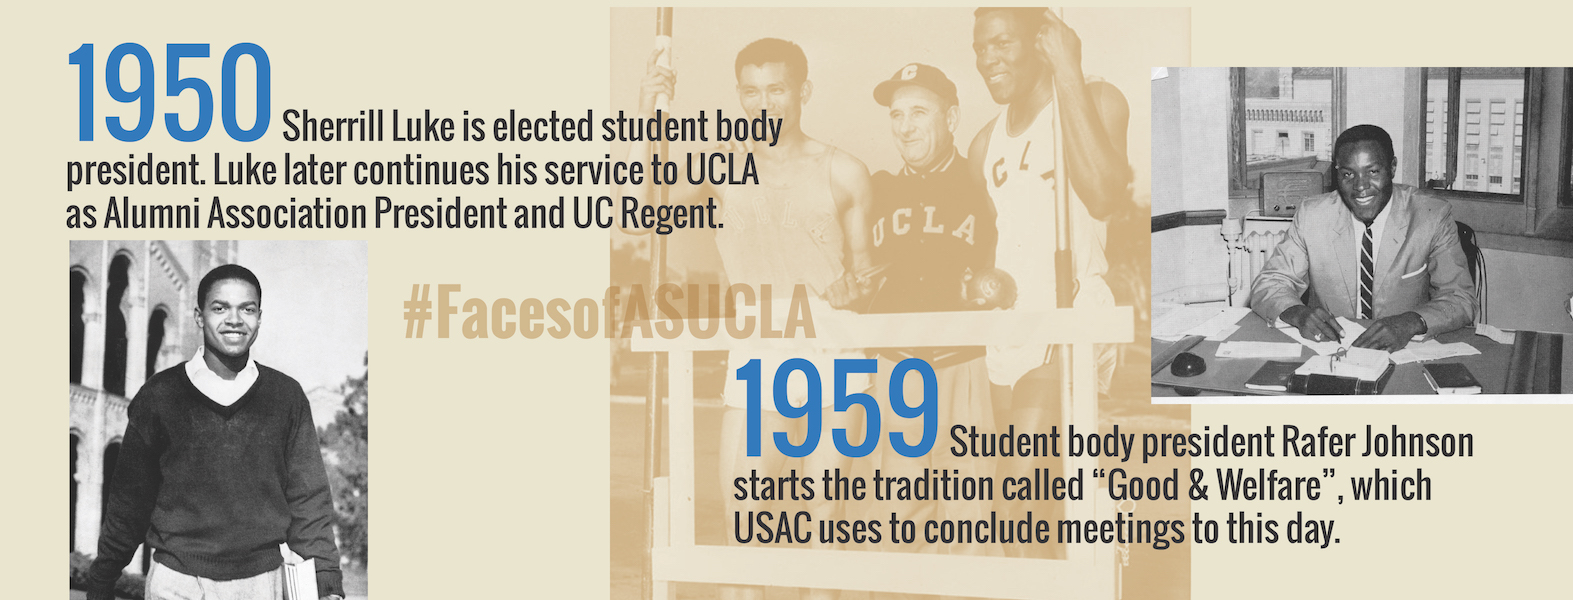 1950 Sherrill Luke is elected student body
president. Luke later continues his service to UCLA
as Alumni Association President and UC Regent.
C
UCLA
UCL
#FacesofASUCLA
1959 Student body president Rafer Johnson
starts the tradition called “Good & Welfare”, which
USAC uses to conclude meetings to this day.